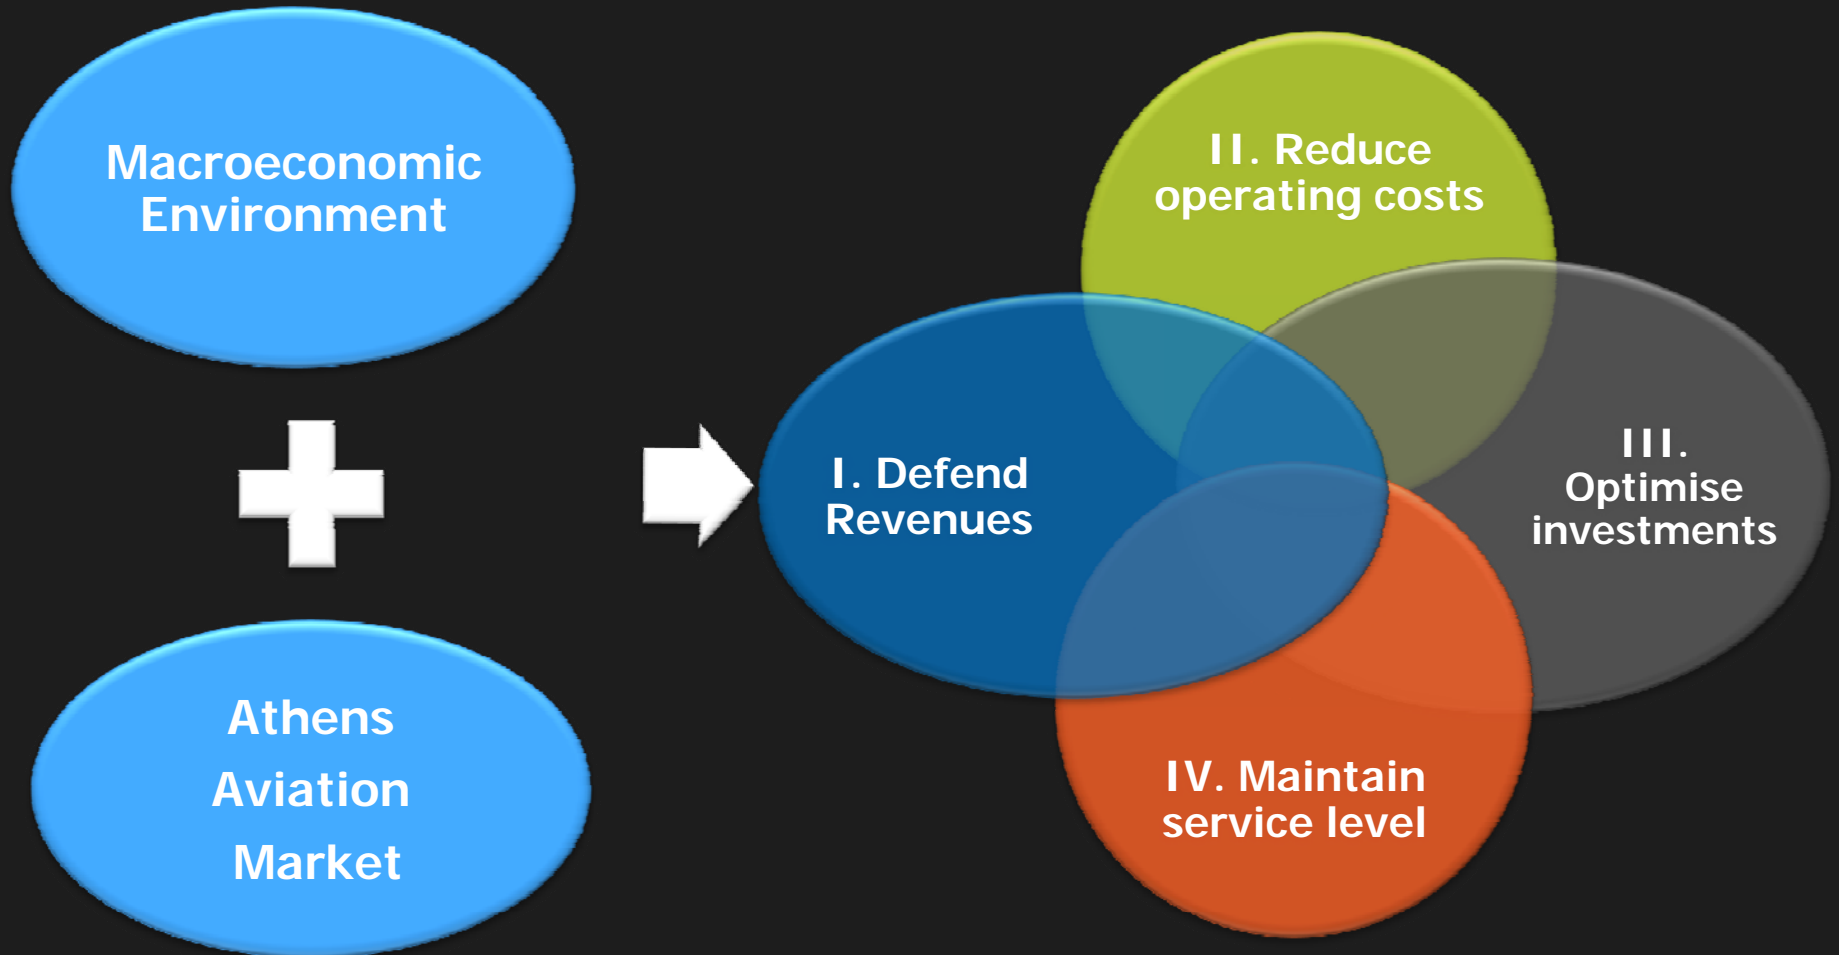 Macroeconomic
Environment
Athens
Aviation
Market
I. Defend
Revenues
II. Reduce
operating costs
III.
Optimise
investments
IV. Maintain
service level